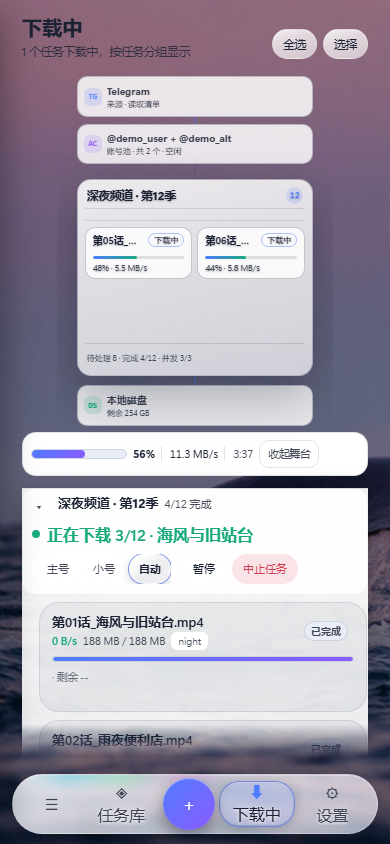 下载中
1个任务下载中，按任务分组显示
全选
选择
TG
Telegram
来源 · 读取清单
AC
@demo_user + @demo_alt
账号池 · 共 2 个 · 空闲
深夜频道 · 第12季
12
第05话_...
下载中
48% · 5.5 MB/s
第06话_...
下载中
44% · 5.8 MB/s
待处理 8 · 完成 4/12 · 并发 3/3
DS
本地磁盘
剩余 254 GB
56%
11.3 MB/s
3:37
收起舞台
深夜频道 · 第12季
4/12 完成
正在下载 3/12 · 海风与旧站台
主号
小号
自动
暂停
中止任务
第01话_海风与旧站台.mp4
已完成
0 B/s
188 MB / 188 MB
night
· 剩余 --
第02话_雨夜便利店.mp4
已完成
任务库
+
下载中
设置